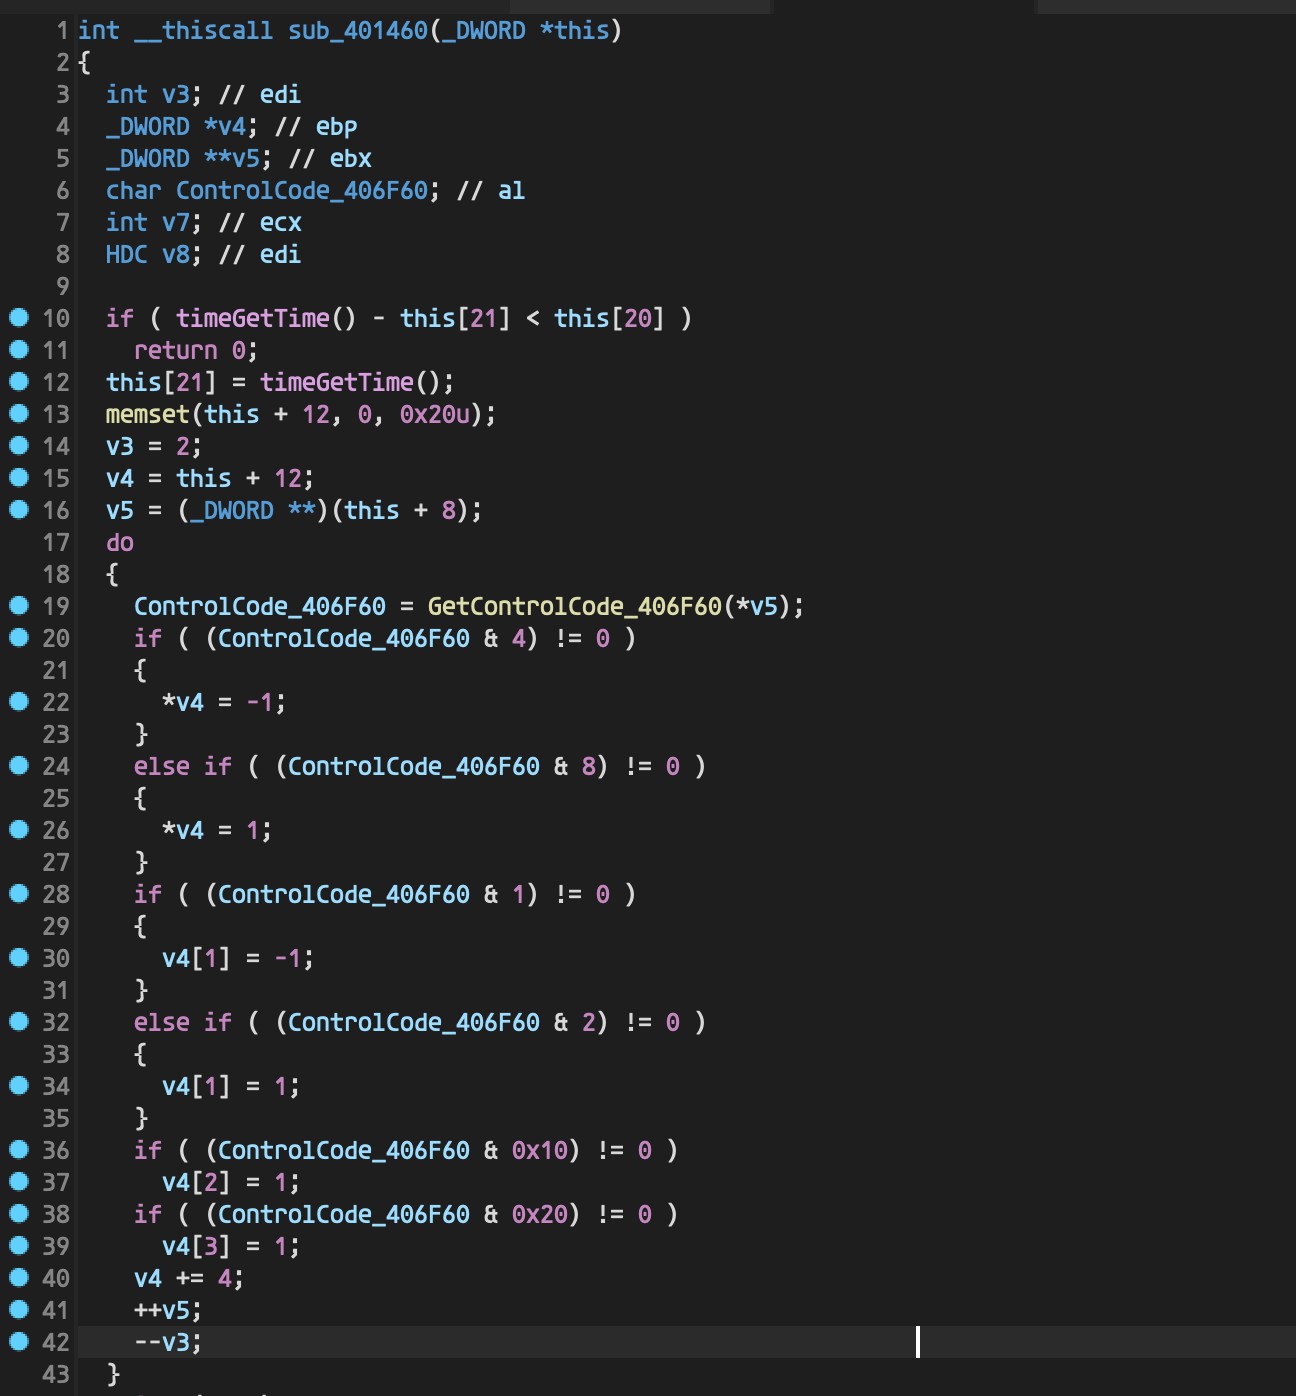 1 int __thiscall sub_401460(_DWORD *this)
2 {
3   int v3; // edi
4   _DWORD *v4; // ebp
5   _DWORD **v5; // ebx
6   char ControlCode_406F60; // al
7   int v7; // ecx
8   HDC v8; // edi
9
10   if ( timeGetTime() - this[21] < this[20] )
11     return 0;
12   this[21] = timeGetTime();
13   memset(this + 12, 0, 0x20u);
14   v3 = 2;
15   v4 = this + 12;
16   v5 = (_DWORD **)(this + 8);
17   do
18   {
19     ControlCode_406F60 = GetControlCode_406F60(*v5);
20     if ( (ControlCode_406F60 & 4) != 0 )
21     {
22       *v4 = -1;
23     }
24     else if ( (ControlCode_406F60 & 8) != 0 )
25     {
26       *v4 = 1;
27     }
28     if ( (ControlCode_406F60 & 1) != 0 )
29     {
30       v4[1] = -1;
31     }
32     else if ( (ControlCode_406F60 & 2) != 0 )
33     {
34       v4[1] = 1;
35     }
36     if ( (ControlCode_406F60 & 0x10) != 0 )
37       v4[2] = 1;
38     if ( (ControlCode_406F60 & 0x20) != 0 )
39       v4[3] = 1;
40     v4 += 4;
41     ++v5;
42     --v3;
43   }